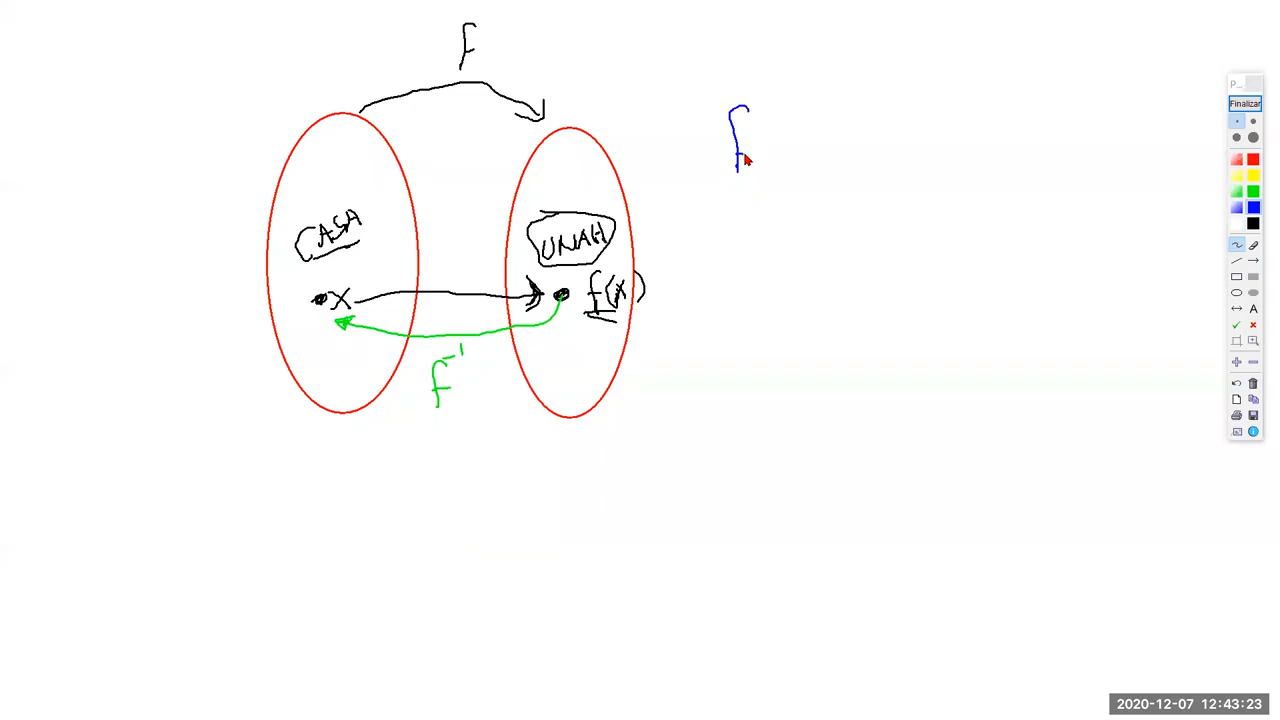 f
f
CASA
UNAH
x
f(x)
f⁻¹
P...
Finalizar
A
2020-12-07 12:43:23